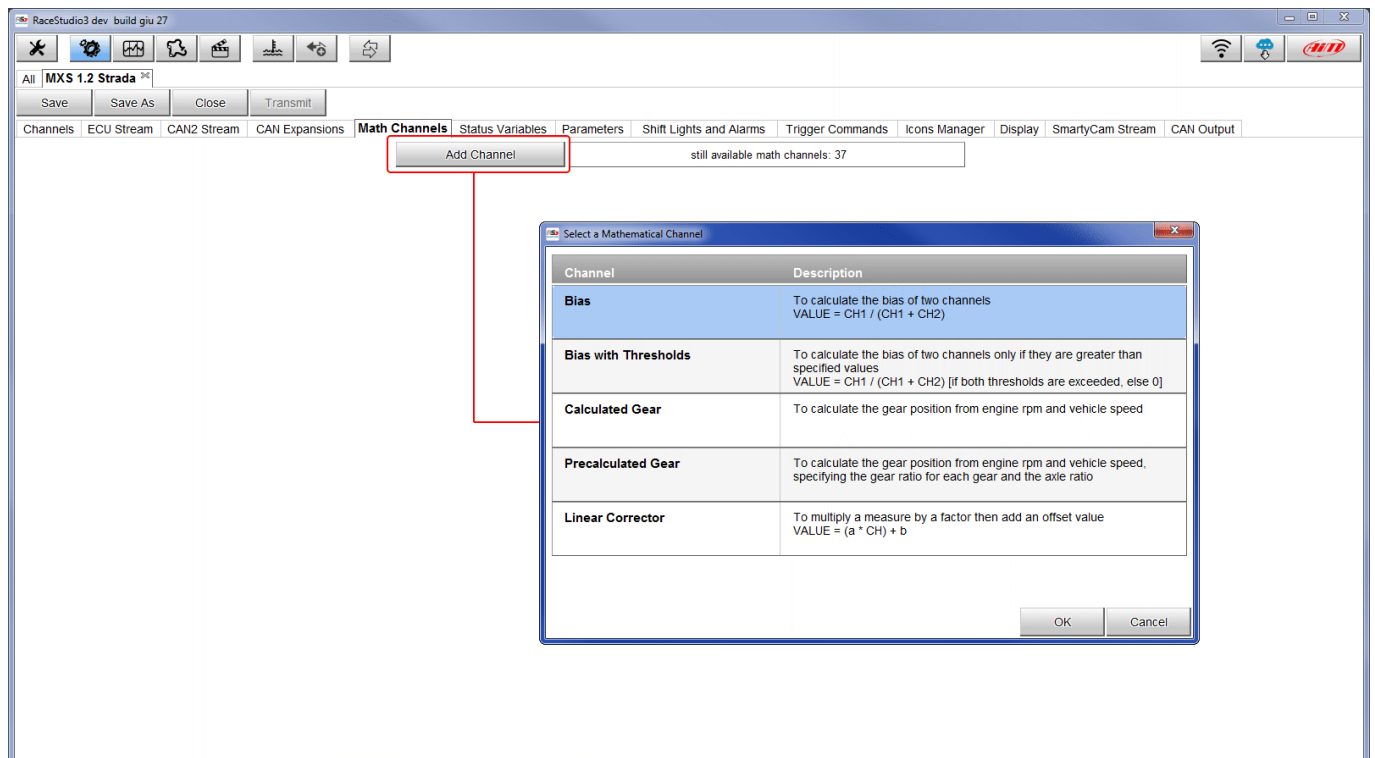 RaceStudio3 dev build giu 27
AiM
All MXS 1.2 Strada
Save Save As Close Transmit
Channels ECU Stream CAN2 Stream CAN Expansions Math Channels Status Variables Parameters Shift Lights and Alarms Trigger Commands Icons Manager Display SmartyCam Stream CAN Output
Add Channel still available math channels: 37
Select a Mathematical Channel
Channel Description
Bias To calculate the bias of two channels
VALUE = CH1 / (CH1 + CH2)
Bias with Thresholds To calculate the bias of two channels only if they are greater than
specified values
VALUE = CH1 / (CH1 + CH2) [if both thresholds are exceeded, else 0]
Calculated Gear To calculate the gear position from engine rpm and vehicle speed
Precalculated Gear To calculate the gear position from engine rpm and vehicle speed,
specifying the gear ratio for each gear and the axle ratio
Linear Corrector To multiply a measure by a factor then add an offset value
VALUE = (a * CH) + b
OK Cancel